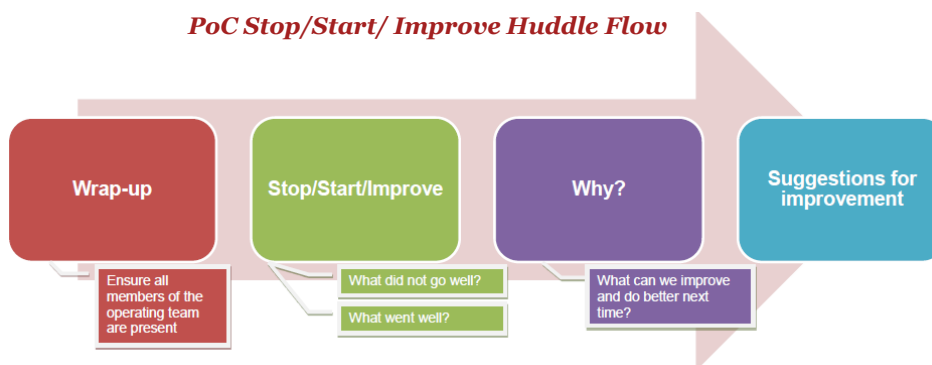 PoC Stop/Start/ Improve Huddle Flow
Wrap-up
Stop/Start/Improve
Why?
Suggestions for
improvement
Ensure all
members of the
operating team
are present
What did not go well?
What went well?
What can we improve
and do better next
time?